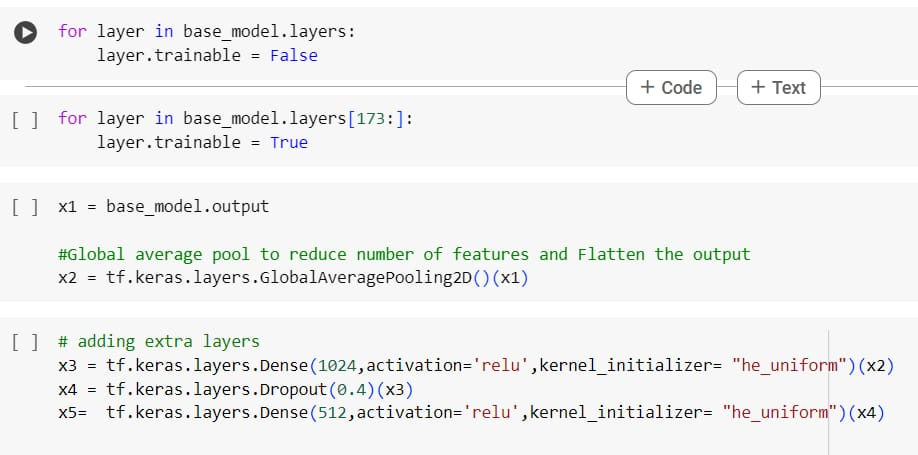 for layer in base_model.layers:
    layer.trainable = False
+ Code + Text
[ ] for layer in base_model.layers[173:]:
    layer.trainable = True
[ ] x1 = base_model.output
#Global average pool to reduce number of features and Flatten the output
x2 = tf.keras.layers.GlobalAveragePooling2D()(x1)
[ ] # adding extra layers
x3 = tf.keras.layers.Dense(1024,activation='relu',kernel_initializer= "he_uniform")(x2)
x4 = tf.keras.layers.Dropout(0.4)(x3)
x5=  tf.keras.layers.Dense(512,activation='relu',kernel_initializer= "he_uniform")(x4)